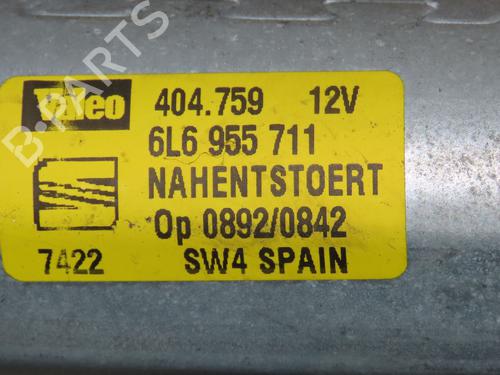 Valeo 404.759 12V
6L6 955 711
NAHENTSTOERT
Op 0892/0842
7422 SW4 SPAIN
B-PARTS